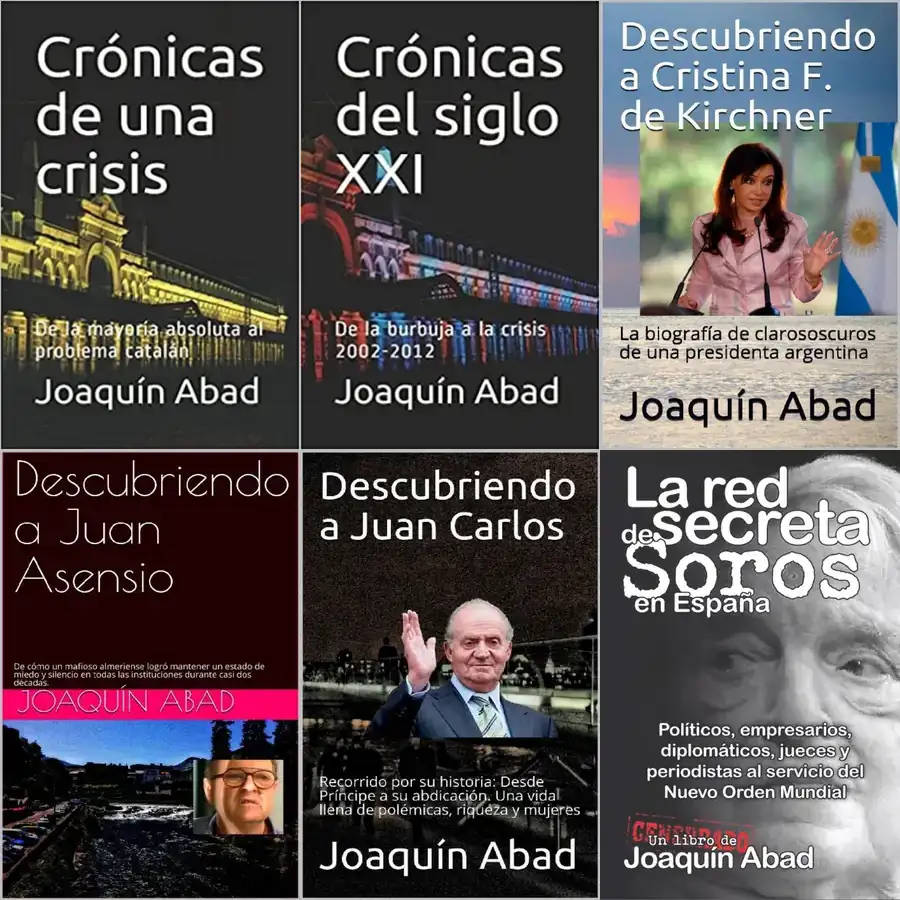 Crónicas
de una
crisis
De la mayoría absoluta al
problema catalán
Joaquín Abad
Crónicas
del siglo
XXI
De la burbuja a la crisis
2002-2012
Joaquín Abad
Descubriendo
a Cristina F.
de Kirchner
La biografía de clarososcuros
de una presidenta argentina
Joaquín Abad
Descubriendo
a Juan
Asensio
De cómo un mafioso almeriense logró mantener un estado de
miedo y silencio en todas las instituciones durante casi dos
décadas.
JOAQUÍN ABAD
Descubriendo
a Juan Carlos
Recorrido por su historia: Desde
Príncipe a su abdicación. Una vidal
llena de polémicas, riqueza y mujeres
Joaquín Abad
La red
secreta
de Soros
en España
Políticos, empresarios,
diplomáticos, jueces y
periodistas al servicio del
Nuevo Orden Mundial
CENSURADO
Un libro de
Joaquín Abad